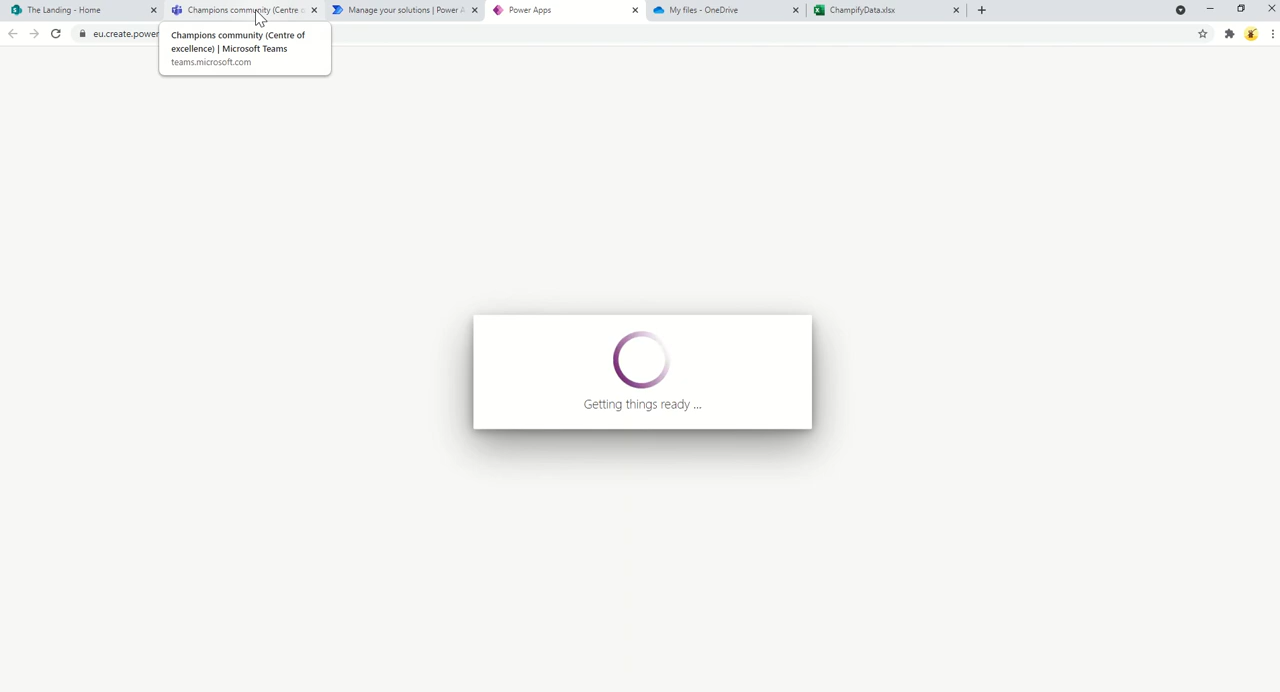 The Landing - Home
Champions community (Centre o
Manage your solutions | Power A
Power Apps
My files - OneDrive
ChampifyData.xlsx
eu.create.power
Champions community (Centre of
excellence) | Microsoft Teams
teams.microsoft.com
Getting things ready ...